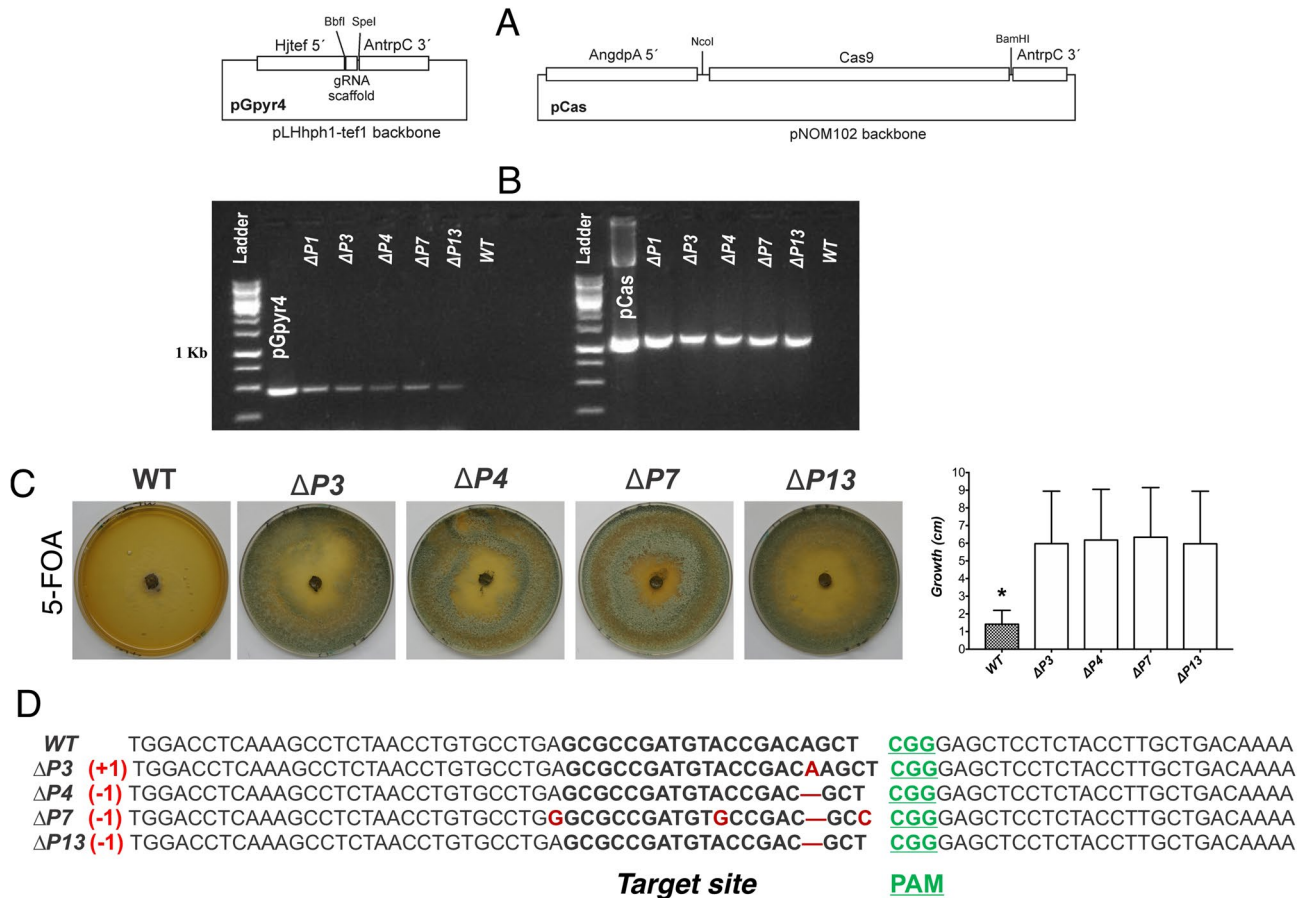 A
BbfI SpeI
Hjtef 5´ AntrpC 3´
gRNA
scaffold
pGpyr4
pLHhph1-tef1 backbone
NcoI BamHI
AngdpA 5´ Cas9 AntrpC 3´
pCas
pNOM102 backbone
B
Ladder pGpyr4 ΔP1 ΔP3 ΔP4 ΔP7 ΔP13 WT
Ladder pCas ΔP1 ΔP3 ΔP4 ΔP7 ΔP13 WT
1 Kb
C
WT ΔP3 ΔP4 ΔP7 ΔP13
5-FOA
Growth (cm)
10
9
8
7
6
5
4
3
2
1
0
*
WT ΔP3 ΔP4 ΔP7 ΔP13
D
WT TGGACCTCAAAGCCTCTAACCTGTGCCTGAGCGCCGATGTACCGACAGCT CGGGAGCTCCTCTACCTTGCTGACAAAA
ΔP3 (+1) TGGACCTCAAAGCCTCTAACCTGTGCCTGAGCGCCGATGTACCGACAAGCT CGGGAGCTCCTCTACCTTGCTGACAAAA
ΔP4 (-1) TGGACCTCAAAGCCTCTAACCTGTGCCTGAGCGCCGATGTACCGAC—GCT CGGGAGCTCCTCTACCTTGCTGACAAAA
ΔP7 (-1) TGGACCTCAAAGCCTCTAACCTGTGCCTGGGCGCCGATGTGCCGAC—GCC CGGGAGCTCCTCTACCTTGCTGACAAAA
ΔP13 (-1) TGGACCTCAAAGCCTCTAACCTGTGCCTGAGCGCCGATGTACCGAC—GCT CGGGAGCTCCTCTACCTTGCTGACAAAA
Target site PAM